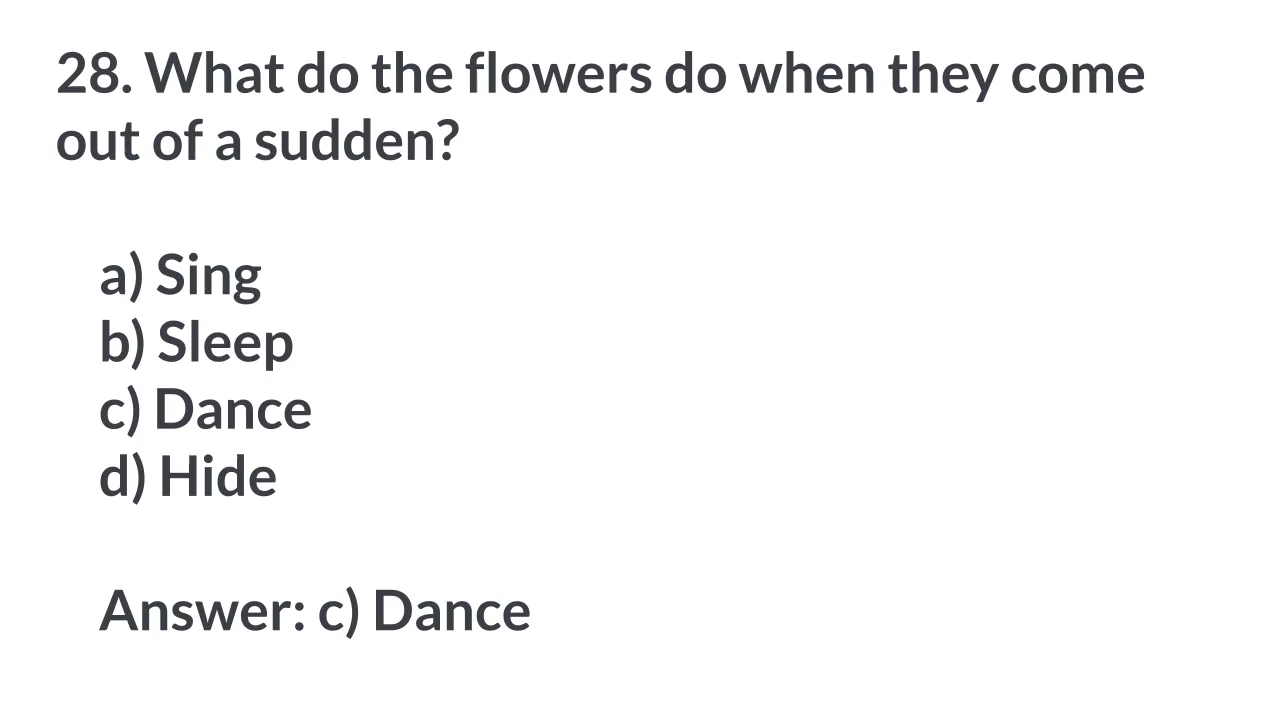 28. What do the flowers do when they come
out of a sudden?
a) Sing
b) Sleep
c) Dance
d) Hide
Answer: c) Dance